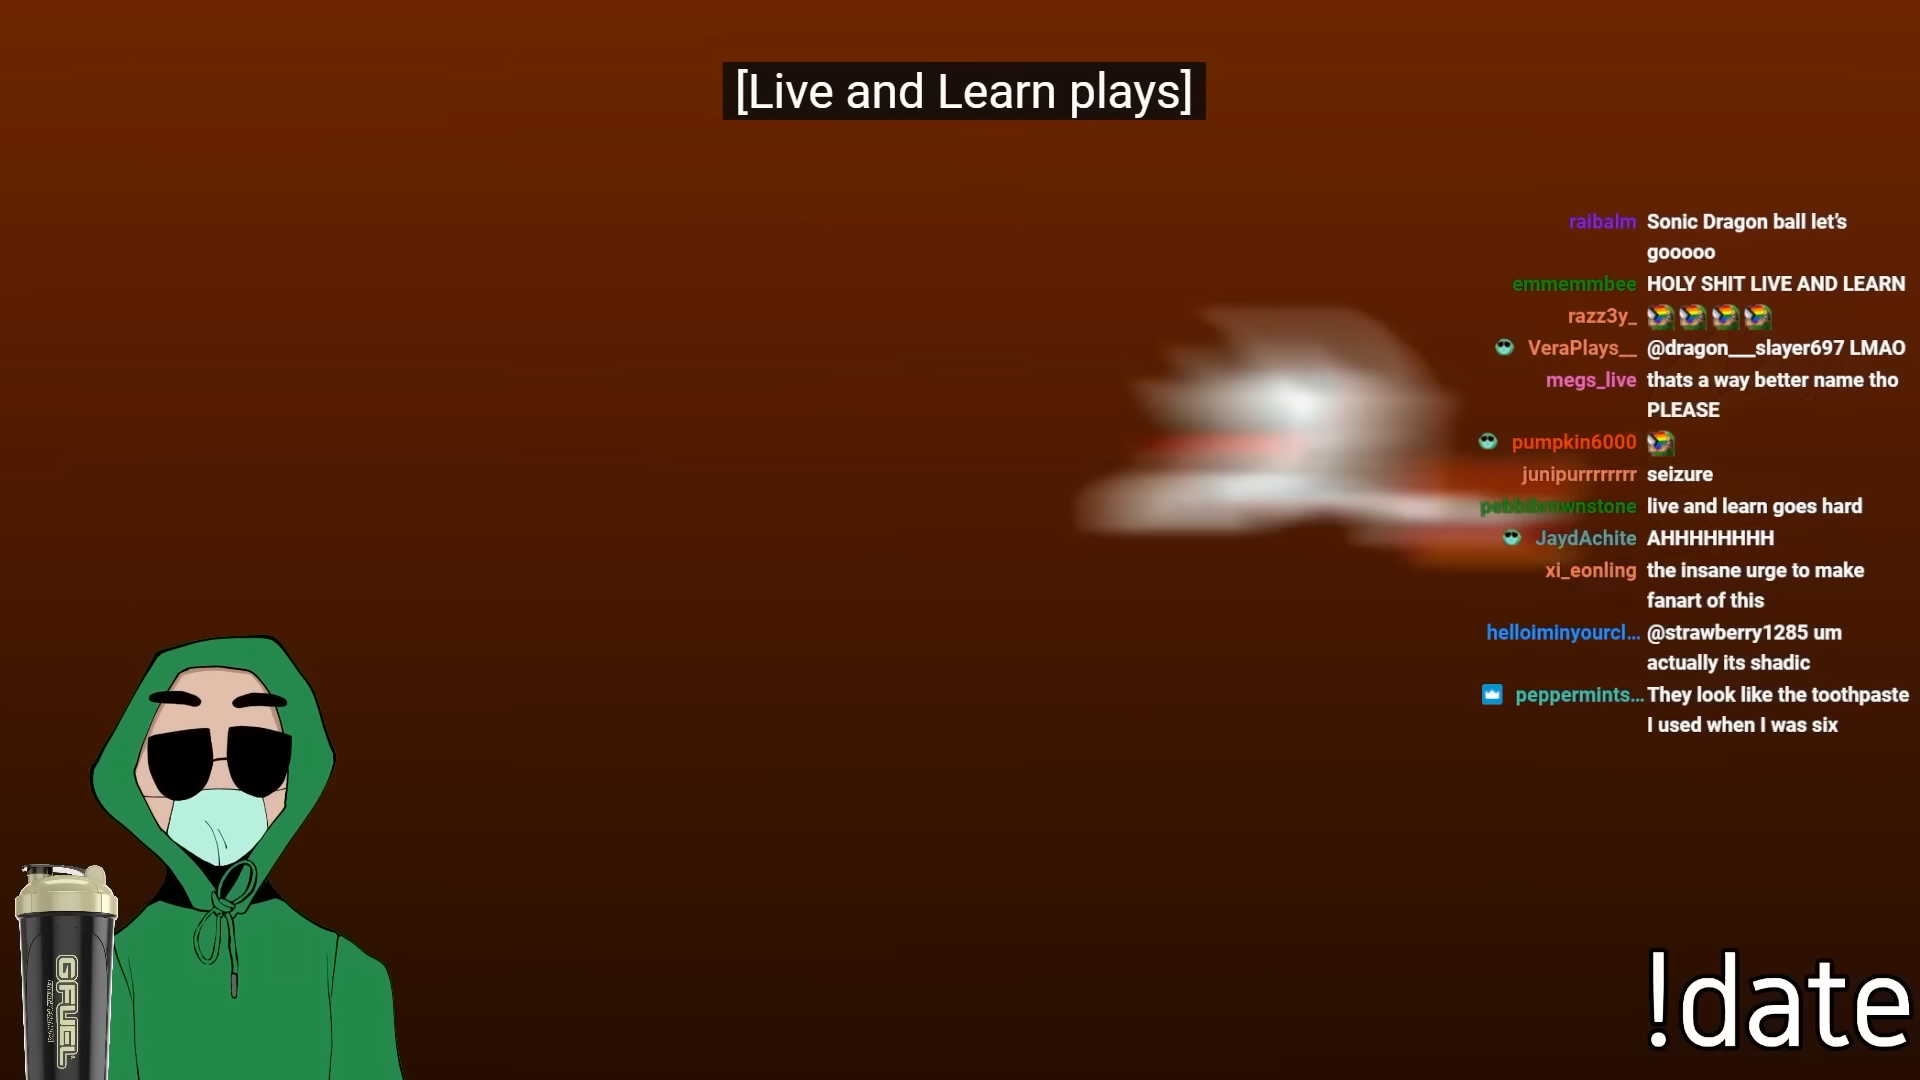 [Live and Learn plays]
raibalm Sonic Dragon ball let's
gooooo
emmemmbee HOLY SHIT LIVE AND LEARN
razz3y_
VeraPlays__ @dragon___slayer697 LMAO
megs_live thats a way better name tho
PLEASE
pumpkin6000
junipurrrrrrrr seizure
pebbibrownstone live and learn goes hard
JaydAchite AHHHHHHHH
xi_eonling the insane urge to make
fanart of this
helloiminyourcl... @strawberry1285 um
actually its shadic
peppermints... They look like the toothpaste
I used when I was six
GFUEL
!date